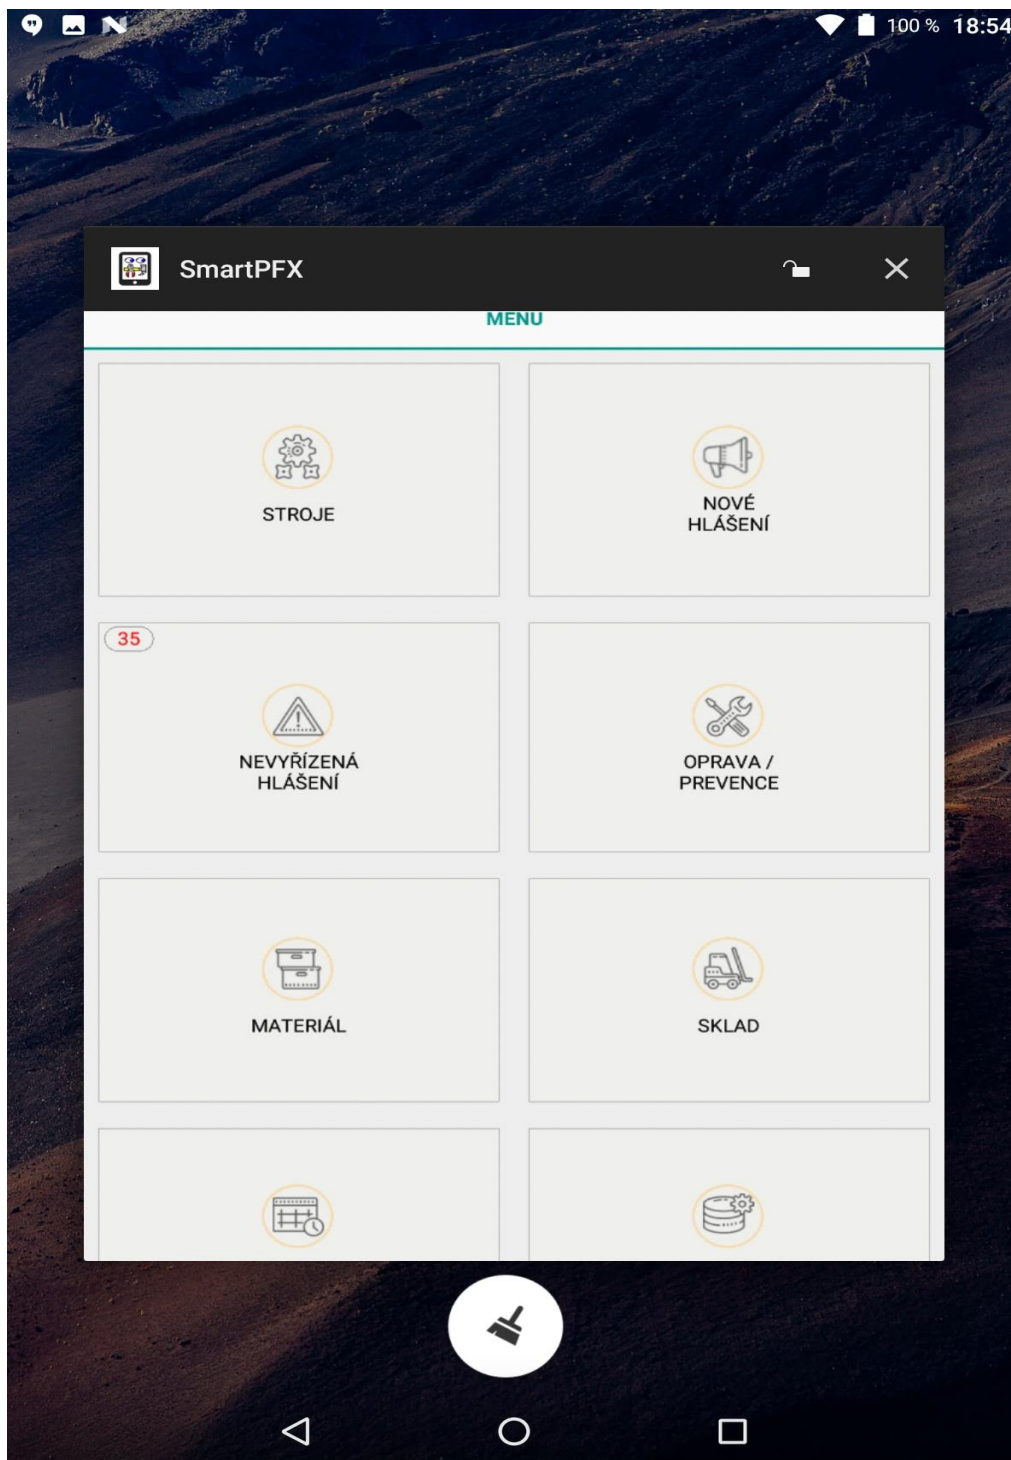 100 % 18:54
SmartPFX
MENU
STROJE
NOVÉ
HLÁŠENÍ
35
NEVYŘÍZENÁ
HLÁŠENÍ
OPRAVA /
PREVENCE
MATERIÁL
SKLAD